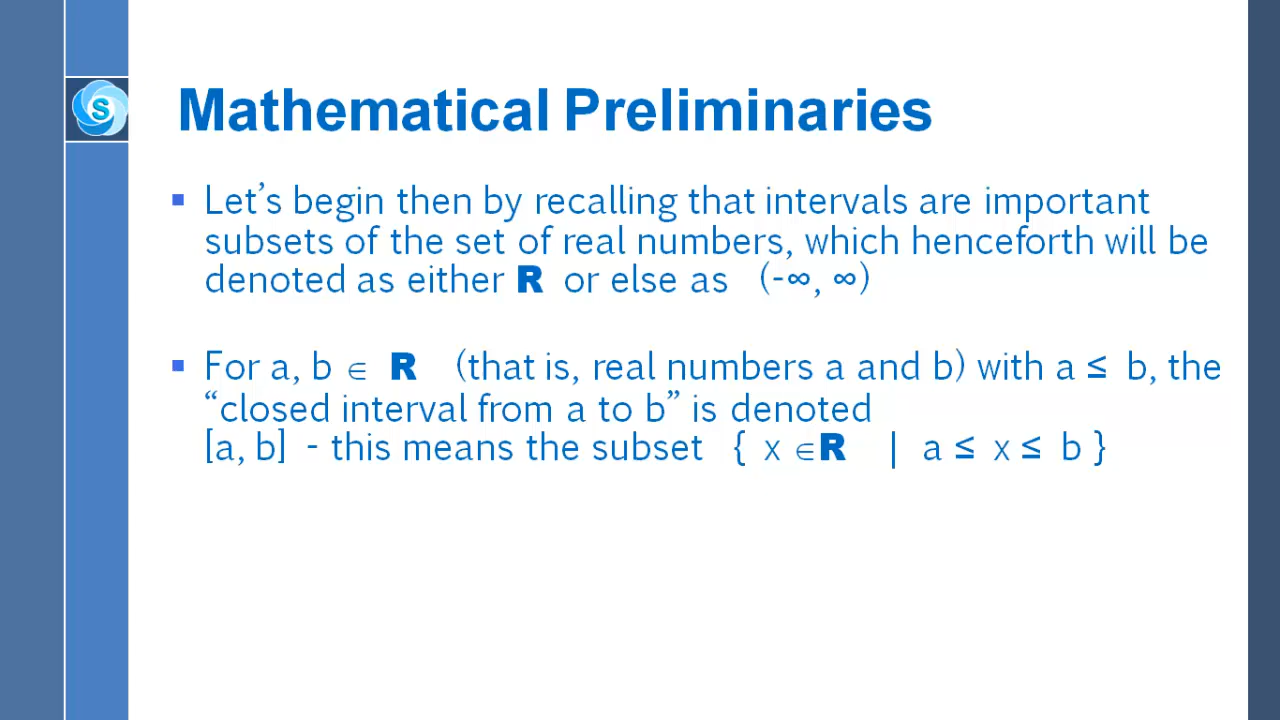 S
Mathematical Preliminaries
▪ Let’s begin then by recalling that intervals are important
subsets of the set of real numbers, which henceforth will be
denoted as either R or else as (-∞, ∞)
▪ For a, b ∈ R (that is, real numbers a and b) with a ≤ b, the
“closed interval from a to b” is denoted
[a, b] - this means the subset { x ∈R | a ≤ x ≤ b }